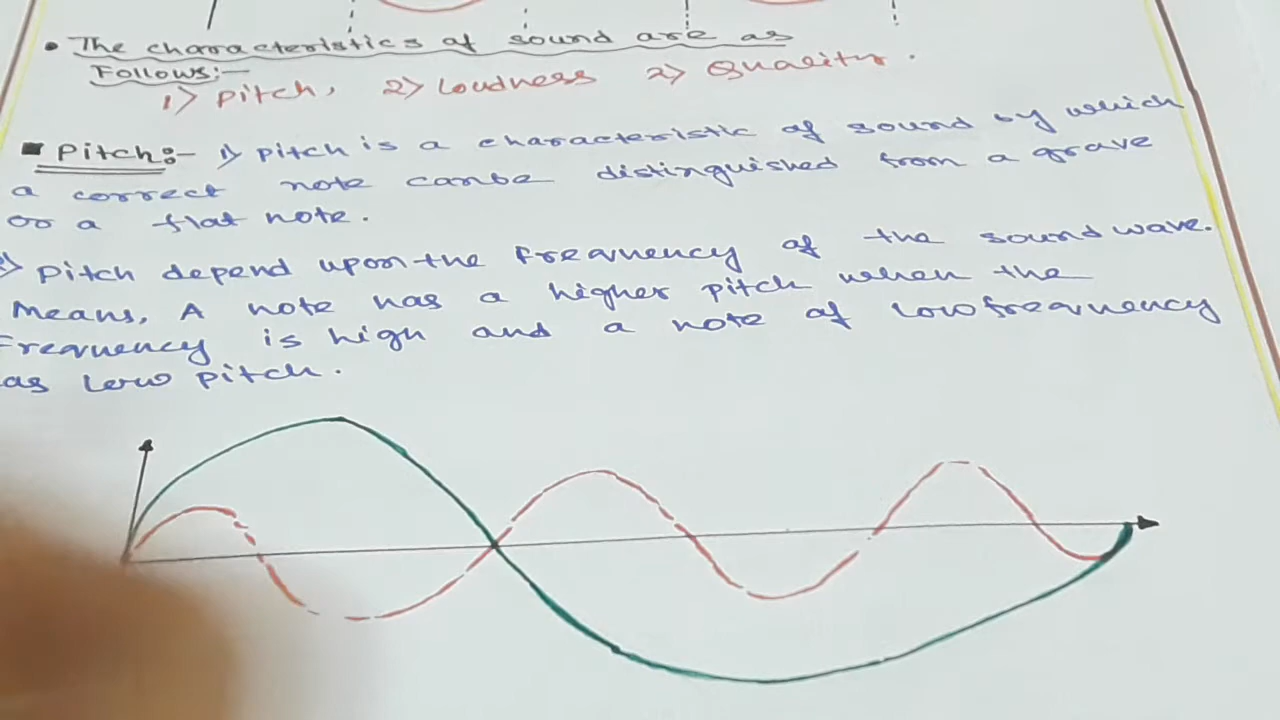 • The characteristics of sound are as
Follows:-
1) Pitch, 2) Loudness 2) Quality.
■ Pitch:- 1) Pitch is a characteristic of sound by which
a correct note canbe distinguished from a grave
or a flat note.
2) Pitch depend upon the Frequency of the sound wave.
Means, A note has a higher pitch when the
Frequency is high and a note of low frequency
as low pitch.